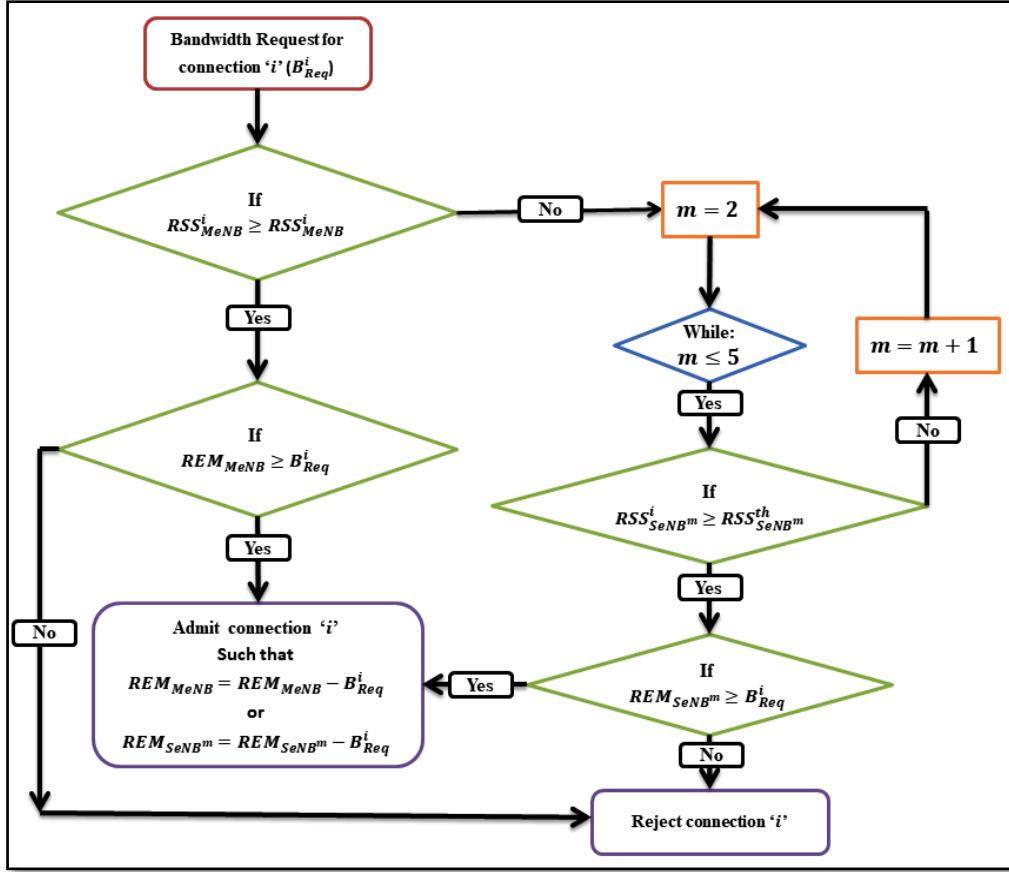 Bandwidth Request for
connection ‘i’ (B^i_Req)
If
RSS^i_MeNB ≥ RSS^i_MeNB
No
m = 2
Yes
While:
m ≤ 5
m = m + 1
Yes
No
If
REM_MeNB ≥ B^i_Req
If
RSS^i_SeNB^m ≥ RSS^th_SeNB^m
Yes
Yes
No
Admit connection ‘i’
Such that
REM_MeNB = REM_MeNB − B^i_Req
or
REM_SeNB^m = REM_SeNB^m − B^i_Req
Yes
If
REM_SeNB^m ≥ B^i_Req
No
Reject connection ‘i’